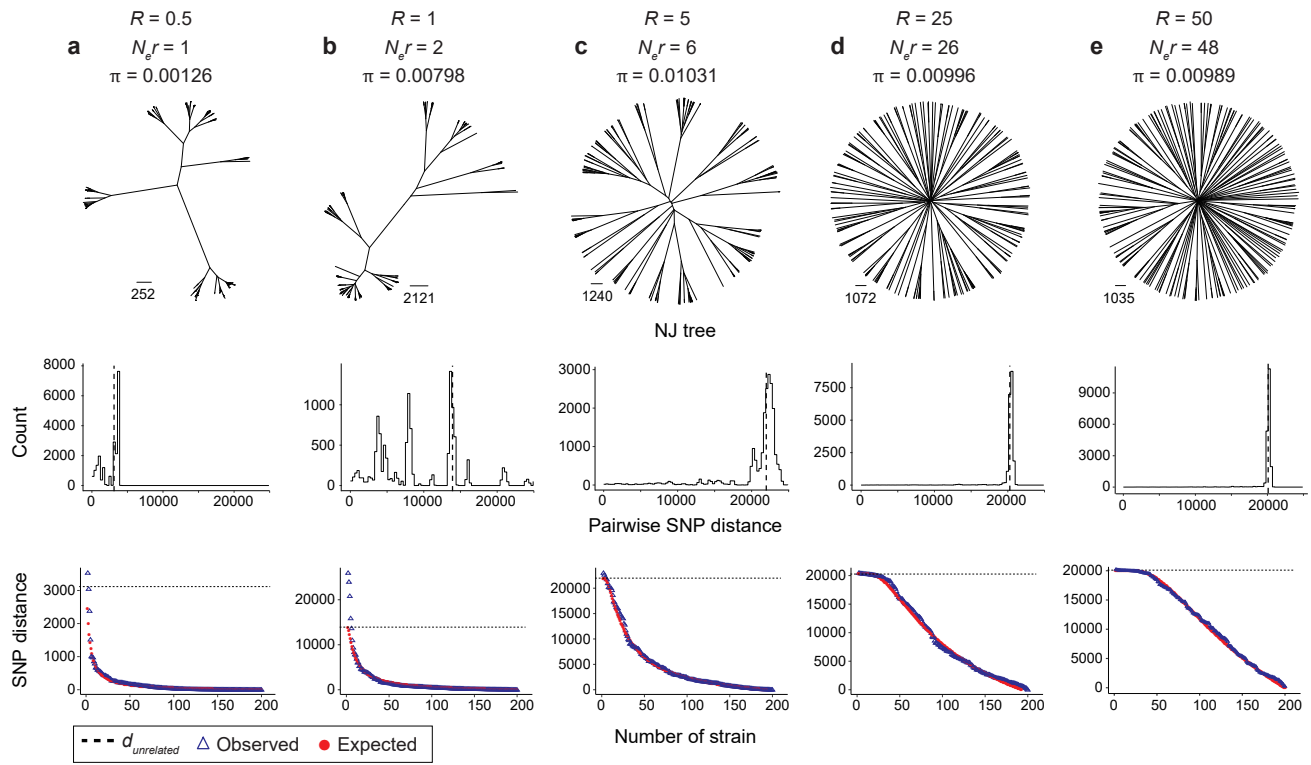 R = 0.5 R = 1 R = 5 R = 25 R = 50
a Nₑr = 1 b Nₑr = 2 c Nₑr = 6 d Nₑr = 26 e Nₑr = 48
π = 0.00126 π = 0.00798 π = 0.01031 π = 0.00996 π = 0.00989
252 2121 1240 1072 1035
NJ tree
Count
8000
6000
4000
2000
0
0 10000 20000
1000
500
0
0 10000 20000
3000
2000
1000
0
0 10000 20000
7500
5000
2500
0
0 10000 20000
9000
6000
3000
0
0 10000 20000
Pairwise SNP distance
SNP distance
3000
2000
1000
0
0 50 100 150 200
20000
10000
0
0 50 100 150 200
20000
15000
10000
5000
0
0 50 100 150 200
20000
15000
10000
5000
0
0 50 100 150 200
20000
15000
10000
5000
0
0 50 100 150 200
Number of strain
d unrelated Observed Expected